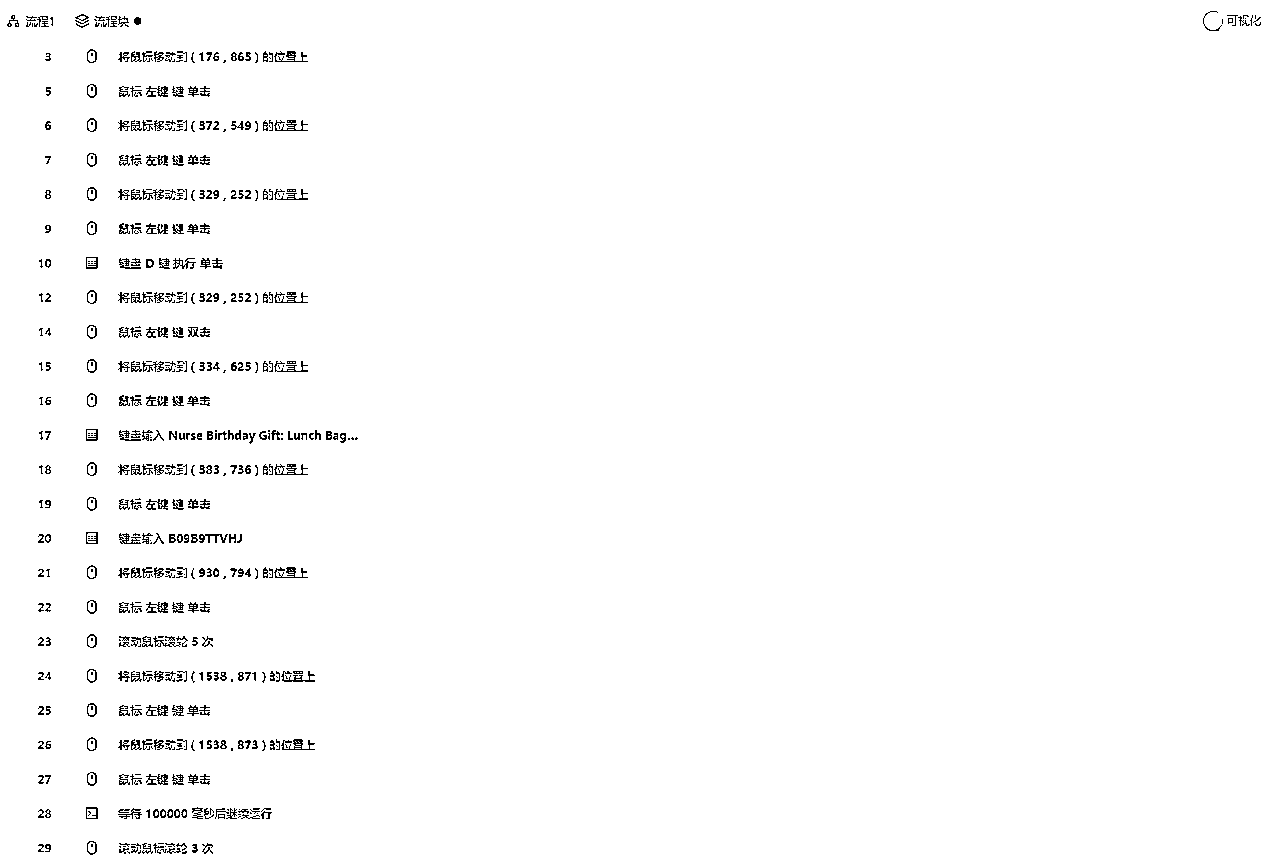 流程1 流程块 可视化
3 将鼠标移动到 ( 176 , 865 ) 的位置上
5 鼠标 左键 键 单击
6 将鼠标移动到 ( 372 , 549 ) 的位置上
7 鼠标 左键 键 单击
8 将鼠标移动到 ( 329 , 252 ) 的位置上
9 鼠标 左键 键 单击
10 键盘 D 键 执行 单击
12 将鼠标移动到 ( 329 , 252 ) 的位置上
14 鼠标 左键 键 双击
15 将鼠标移动到 ( 334 , 625 ) 的位置上
16 鼠标 左键 键 单击
17 键盘输入 Nurse Birthday Gift: Lunch Bag...
18 将鼠标移动到 ( 383 , 736 ) 的位置上
19 鼠标 左键 键 单击
20 键盘输入 B09B9TTVHJ
21 将鼠标移动到 ( 930 , 794 ) 的位置上
22 鼠标 左键 键 单击
23 滚动鼠标滚轮 5 次
24 将鼠标移动到 ( 1538 , 871 ) 的位置上
25 鼠标 左键 键 单击
26 将鼠标移动到 ( 1538 , 873 ) 的位置上
27 鼠标 左键 键 单击
28 等待 100000 毫秒后继续运行
29 滚动鼠标滚轮 3 次